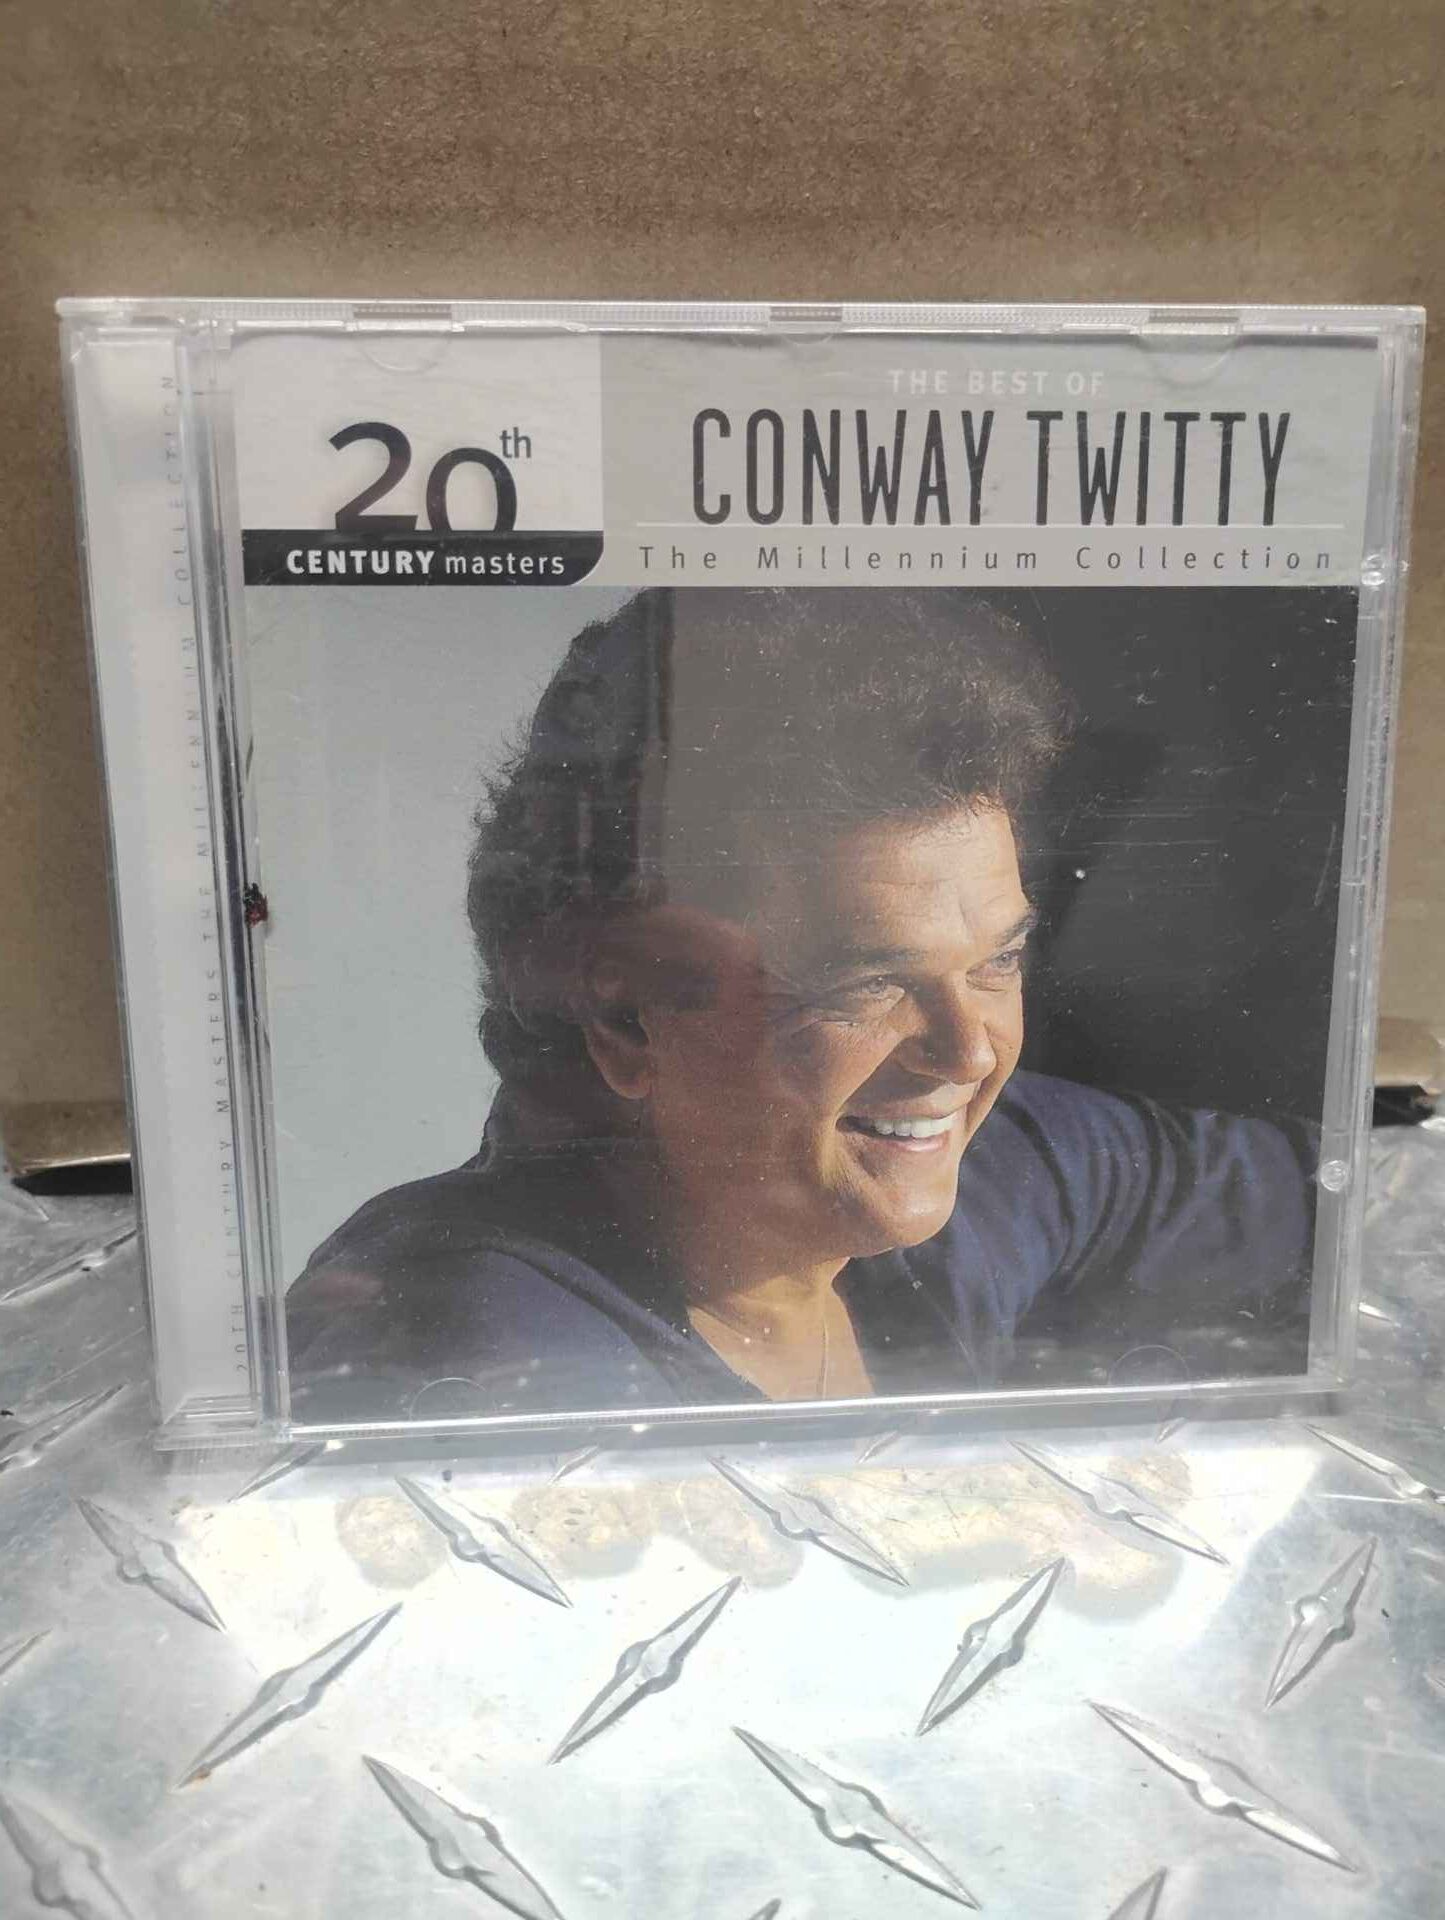 20th
CENTURY masters
THE BEST OF
CONWAY TWITTY
The Millennium Collection
20TH CENTURY MASTERS THE MILLENNIUM COLLECTION